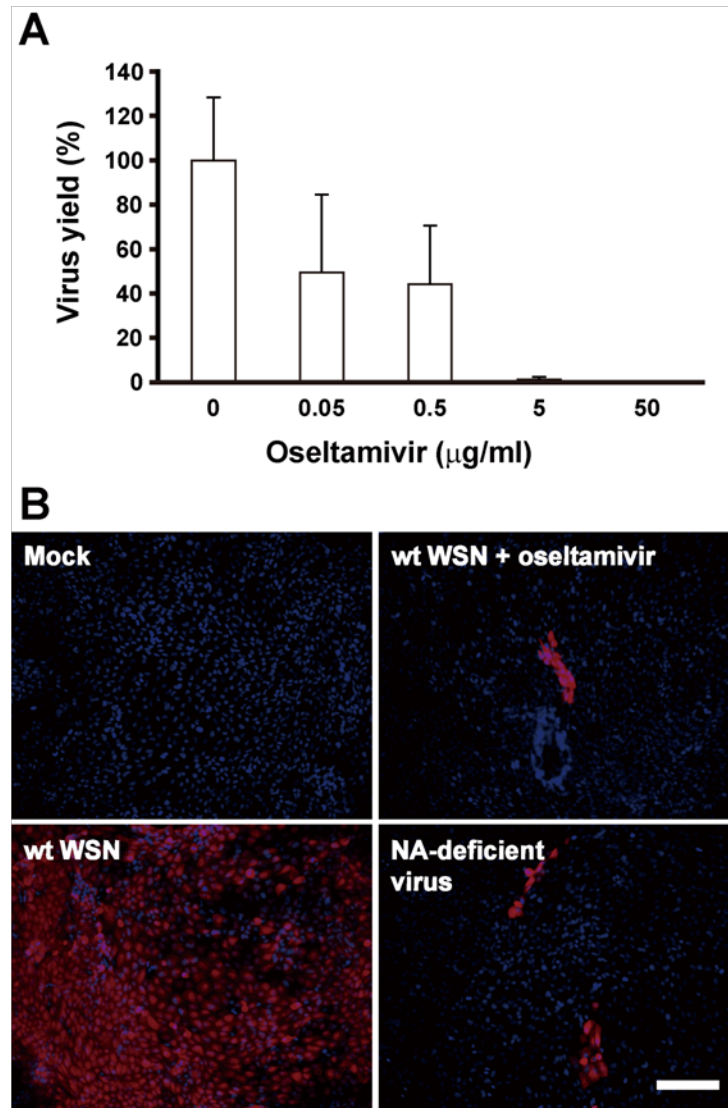 A
140
120
100
80
60
40
20
0
Virus yield (%)
0 0.05 0.5 5 50
Oseltamivir (μg/ml)
B
Mock
wt WSN + oseltamivir
wt WSN
NA-deficient
virus